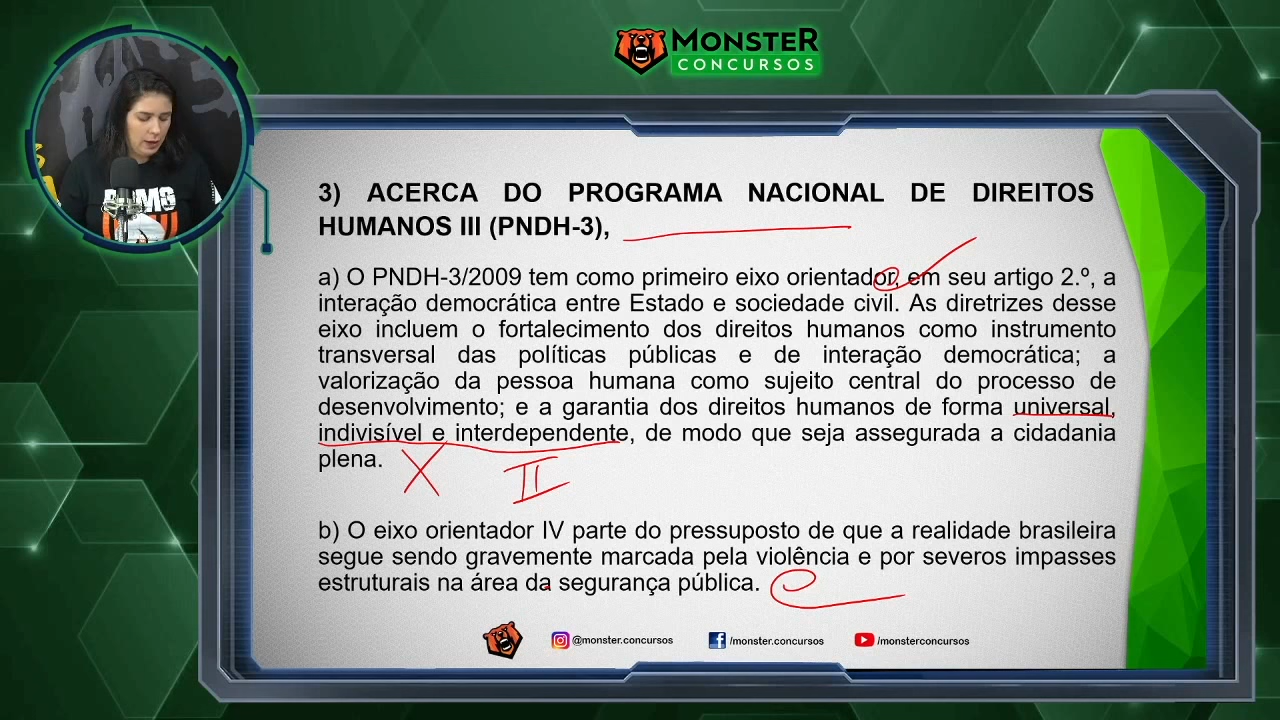 MONSTER
CONCURSOS
3) ACERCA DO PROGRAMA NACIONAL DE DIREITOS
HUMANOS III (PNDH-3),
a) O PNDH-3/2009 tem como primeiro eixo orientador, em seu artigo 2.º, a
interação democrática entre Estado e sociedade civil. As diretrizes desse
eixo incluem o fortalecimento dos direitos humanos como instrumento
transversal das políticas públicas e de interação democrática; a
valorização da pessoa humana como sujeito central do processo de
desenvolvimento; e a garantia dos direitos humanos de forma universal,
indivisível e interdependente, de modo que seja assegurada a cidadania
plena.
X II
b) O eixo orientador IV parte do pressuposto de que a realidade brasileira
segue sendo gravemente marcada pela violência e por severos impasses
estruturais na área da segurança pública.
@monster.concursos /monster.concursos /monsterconcursos